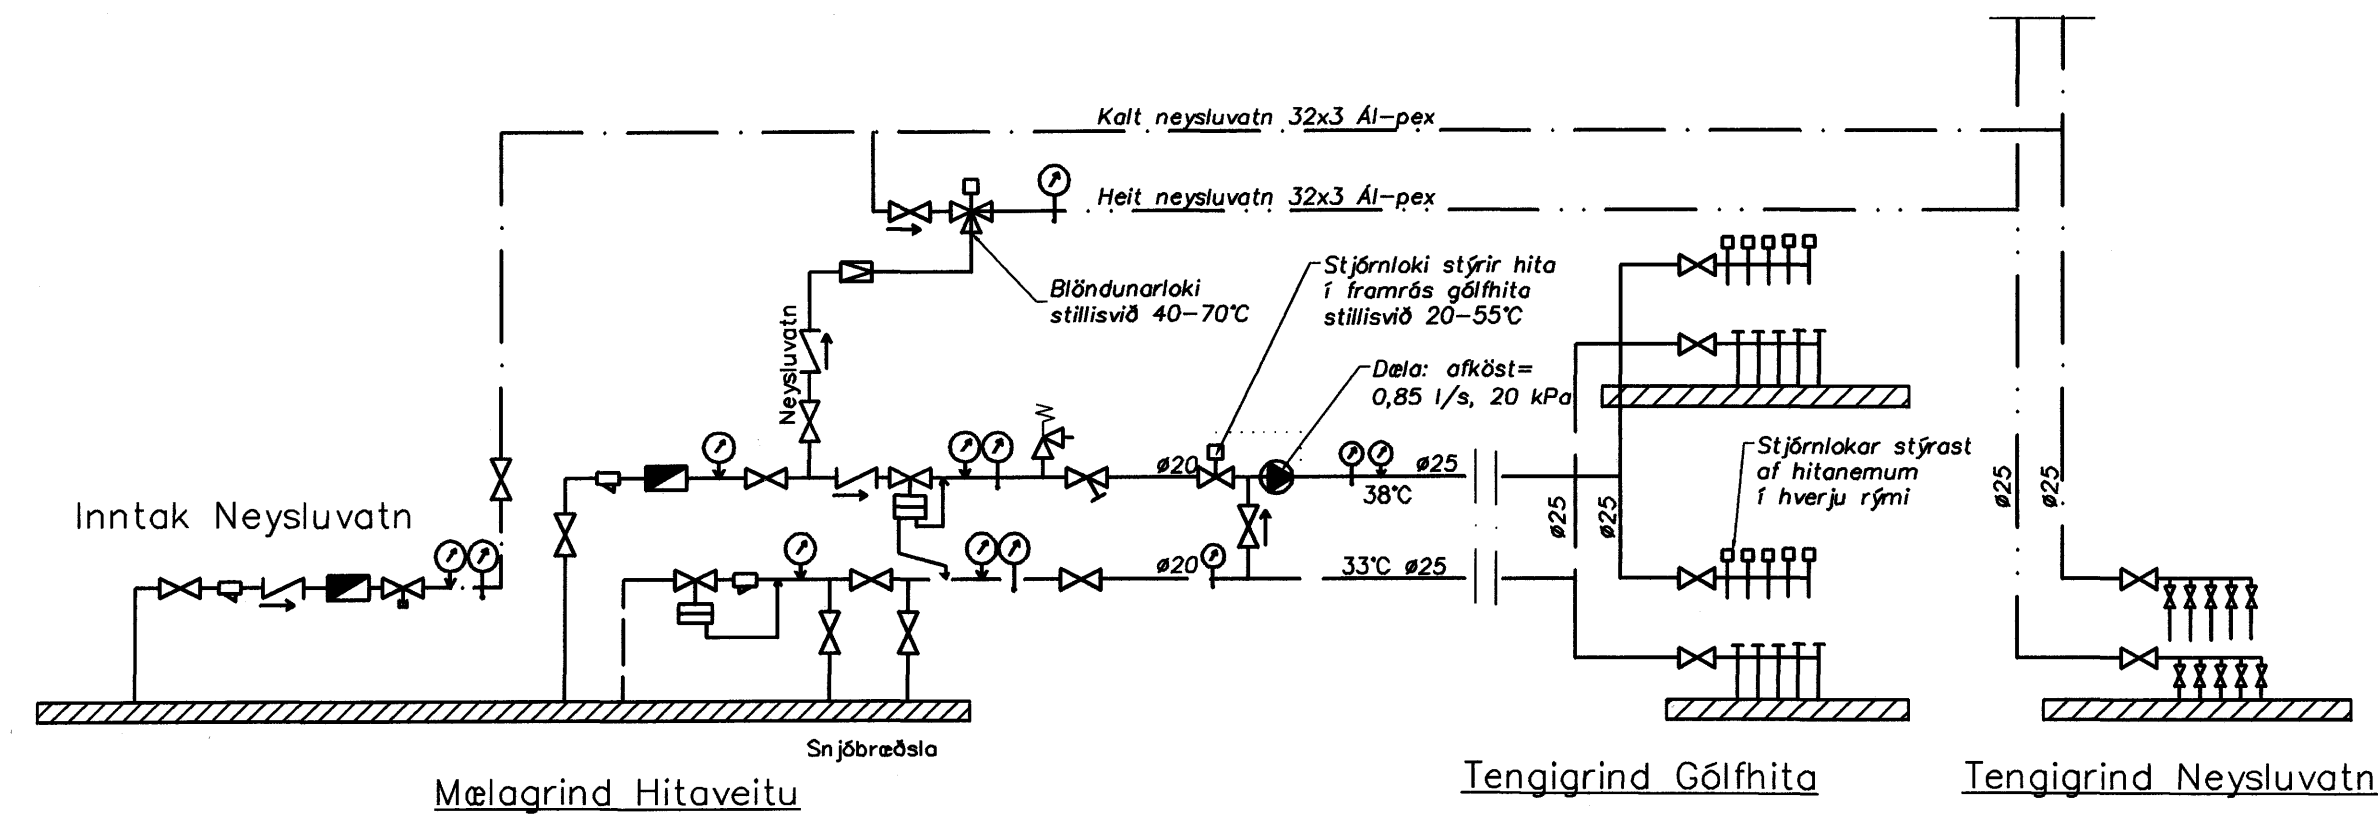 Kalt neysluvatn 32x3 Ál-pex
Heit neysluvatn 32x3 Ál-pex
Blöndunarloki
stillisvið 40-70°C
Stjórnloki stýrir hita
í framrás gólfhita
stillisvið 20-55°C
Dæla: afköst=
0,85 l/s, 20 kPa
Neysluvatn
Stjórnlokar stýrast
af hitanemum
í hverju rými
Inntak Neysluvatn
ø20
ø25
38°C
ø20
33°C ø25
ø25
ø25
ø25
ø25
Snjóbræðsla
Mælagrind Hitaveitu
Tengigrind Gólfhita
Tengigrind Neysluvatn